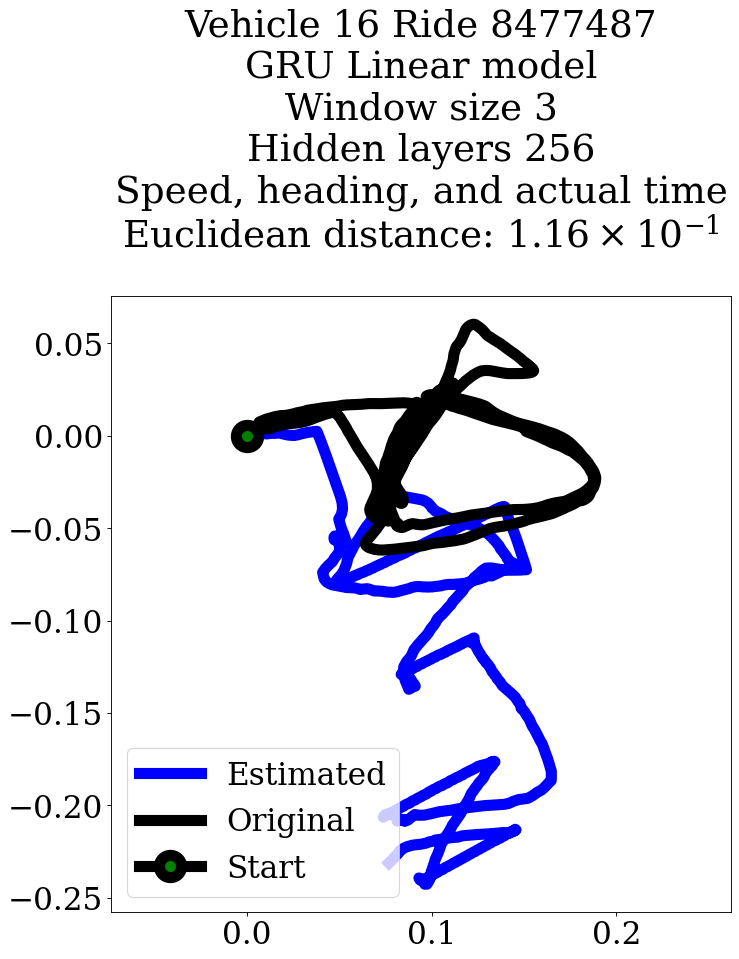 Vehicle 16 Ride 8477487
GRU Linear model
Window size 3
Hidden layers 256
Speed, heading, and actual time
Euclidean distance: 1.16 × 10⁻¹
0.05
0.00
−0.05
−0.10
−0.15
−0.20
−0.25
Estimated
Original
Start
0.0 0.1 0.2